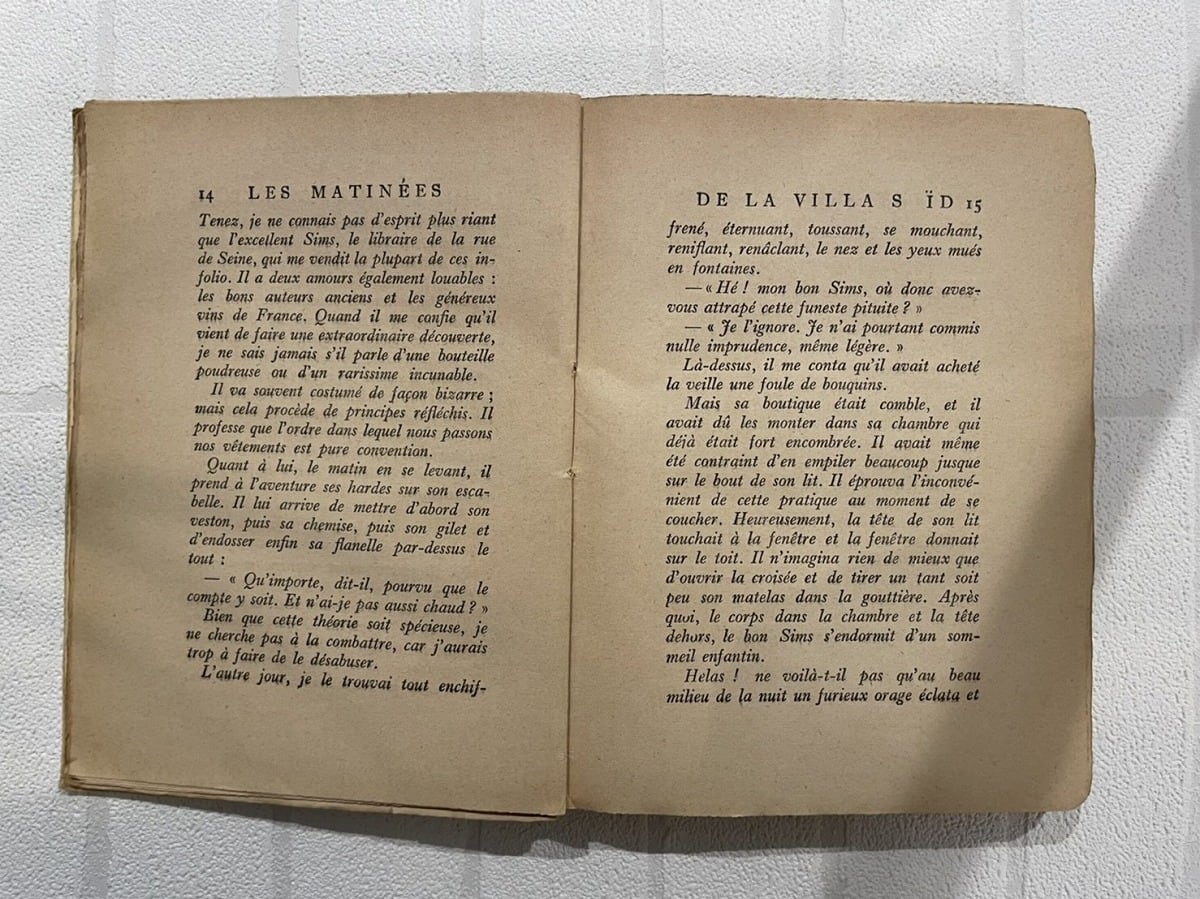 14 LES MATINÉES
Tenez, je ne connais pas d'esprit plus riant
que l'excellent Sims, le libraire de la rue
de Seine, qui me vendit la plupart de ces in-
folio. Il a deux amours également louables :
les bons auteurs anciens et les généreux
vins de France. Quand il me confie qu'il
vient de faire une extraordinaire découverte,
je ne sais jamais s'il parle d'une bouteille
poudreuse ou d'un rarissime incunable.
Il va souvent costumé de façon bizarre ;
mais cela procède de principes réfléchis. Il
professe que l'ordre dans lequel nous passons
nos vêtements est pure convention.
Quant à lui, le matin en se levant, il
prend à l'aventure ses hardes sur son esca-
belle. Il lui arrive de mettre d'abord son
veston, puis sa chemise, puis son gilet et
d'endosser enfin sa flanelle par-dessus le
tout :
— « Qu'importe, dit-il, pourvu que le
compte y soit. Et n'ai-je pas aussi chaud ? »
Bien que cette théorie soit spécieuse, je
ne cherche pas à la combattre, car j'aurais
trop à faire de le désabuser.
L'autre jour, je le trouvai tout enchif-
DE LA VILLA S ÏD 15
frené, éternuant, toussant, se mouchant,
reniflant, renâclant, le nez et les yeux mués
en fontaines.
— « Hé ! mon bon Sims, où donc avez-
vous attrapé cette funeste pituite ? »
— « Je l'ignore. Je n'ai pourtant commis
nulle imprudence, même légère. »
Là-dessus, il me conta qu'il avait acheté
la veille une foule de bouquins.
Mais sa boutique était comble, et il
avait dû les monter dans sa chambre qui
déjà était fort encombrée. Il avait même
été contraint d'en empiler beaucoup jusque
sur le bout de son lit. Il éprouva l'inconvé-
nient de cette pratique au moment de se
coucher. Heureusement, la tête de son lit
touchait à la fenêtre et la fenêtre donnait
sur le toit. Il n'imagina rien de mieux que
d'ouvrir la croisée et de tirer un tant soit
peu son matelas dans la gouttière. Après
quoi, le corps dans la chambre et la tête
dehors, le bon Sims s'endormit d'un som-
meil enfantin.
Helas ! ne voilà-t-il pas qu'au beau
milieu de la nuit un furieux orage éclata et